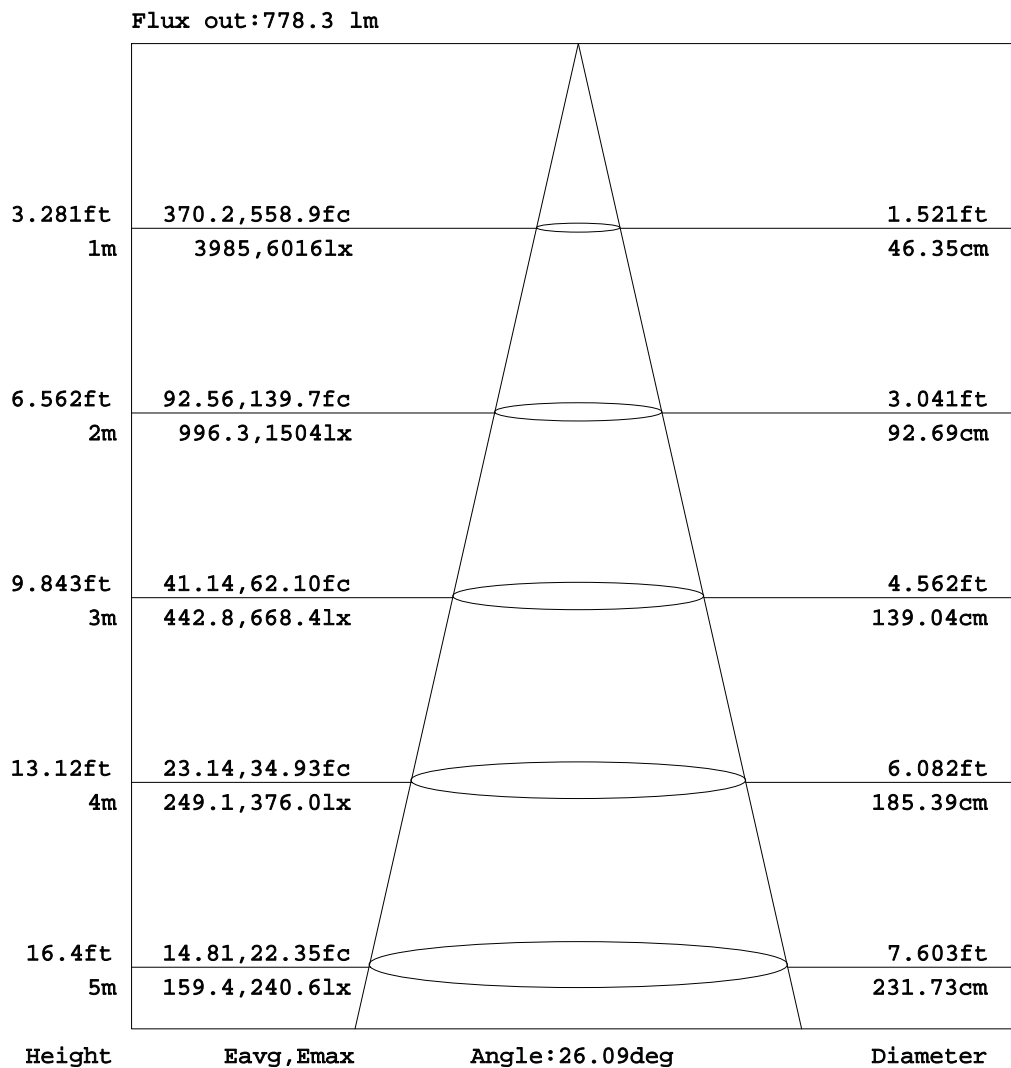 Flux out:778.3 lm
3.281ft 370.2,558.9fc 1.521ft
1m 3985,6016lx 46.35cm
6.562ft 92.56,139.7fc 3.041ft
2m 996.3,1504lx 92.69cm
9.843ft 41.14,62.10fc 4.562ft
3m 442.8,668.4lx 139.04cm
13.12ft 23.14,34.93fc 6.082ft
4m 249.1,376.0lx 185.39cm
16.4ft 14.81,22.35fc 7.603ft
5m 159.4,240.6lx 231.73cm
Height Eavg,Emax Angle:26.09deg Diameter